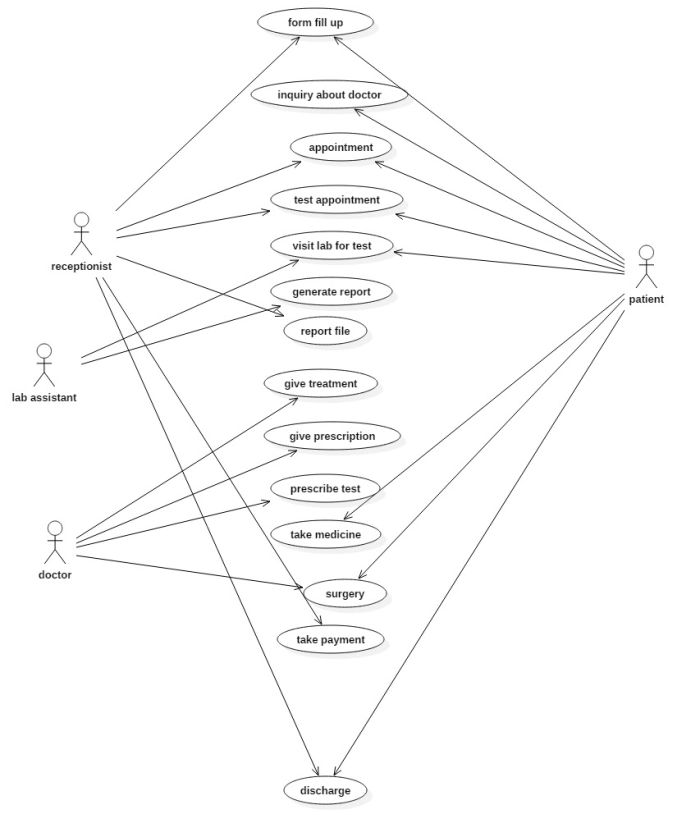 form fill up
inquiry about doctor
appointment
test appointment
visit lab for test
receptionist
generate report
patient
report file
give treatment
lab assistant
give prescription
prescribe test
take medicine
doctor
surgery
take payment
discharge